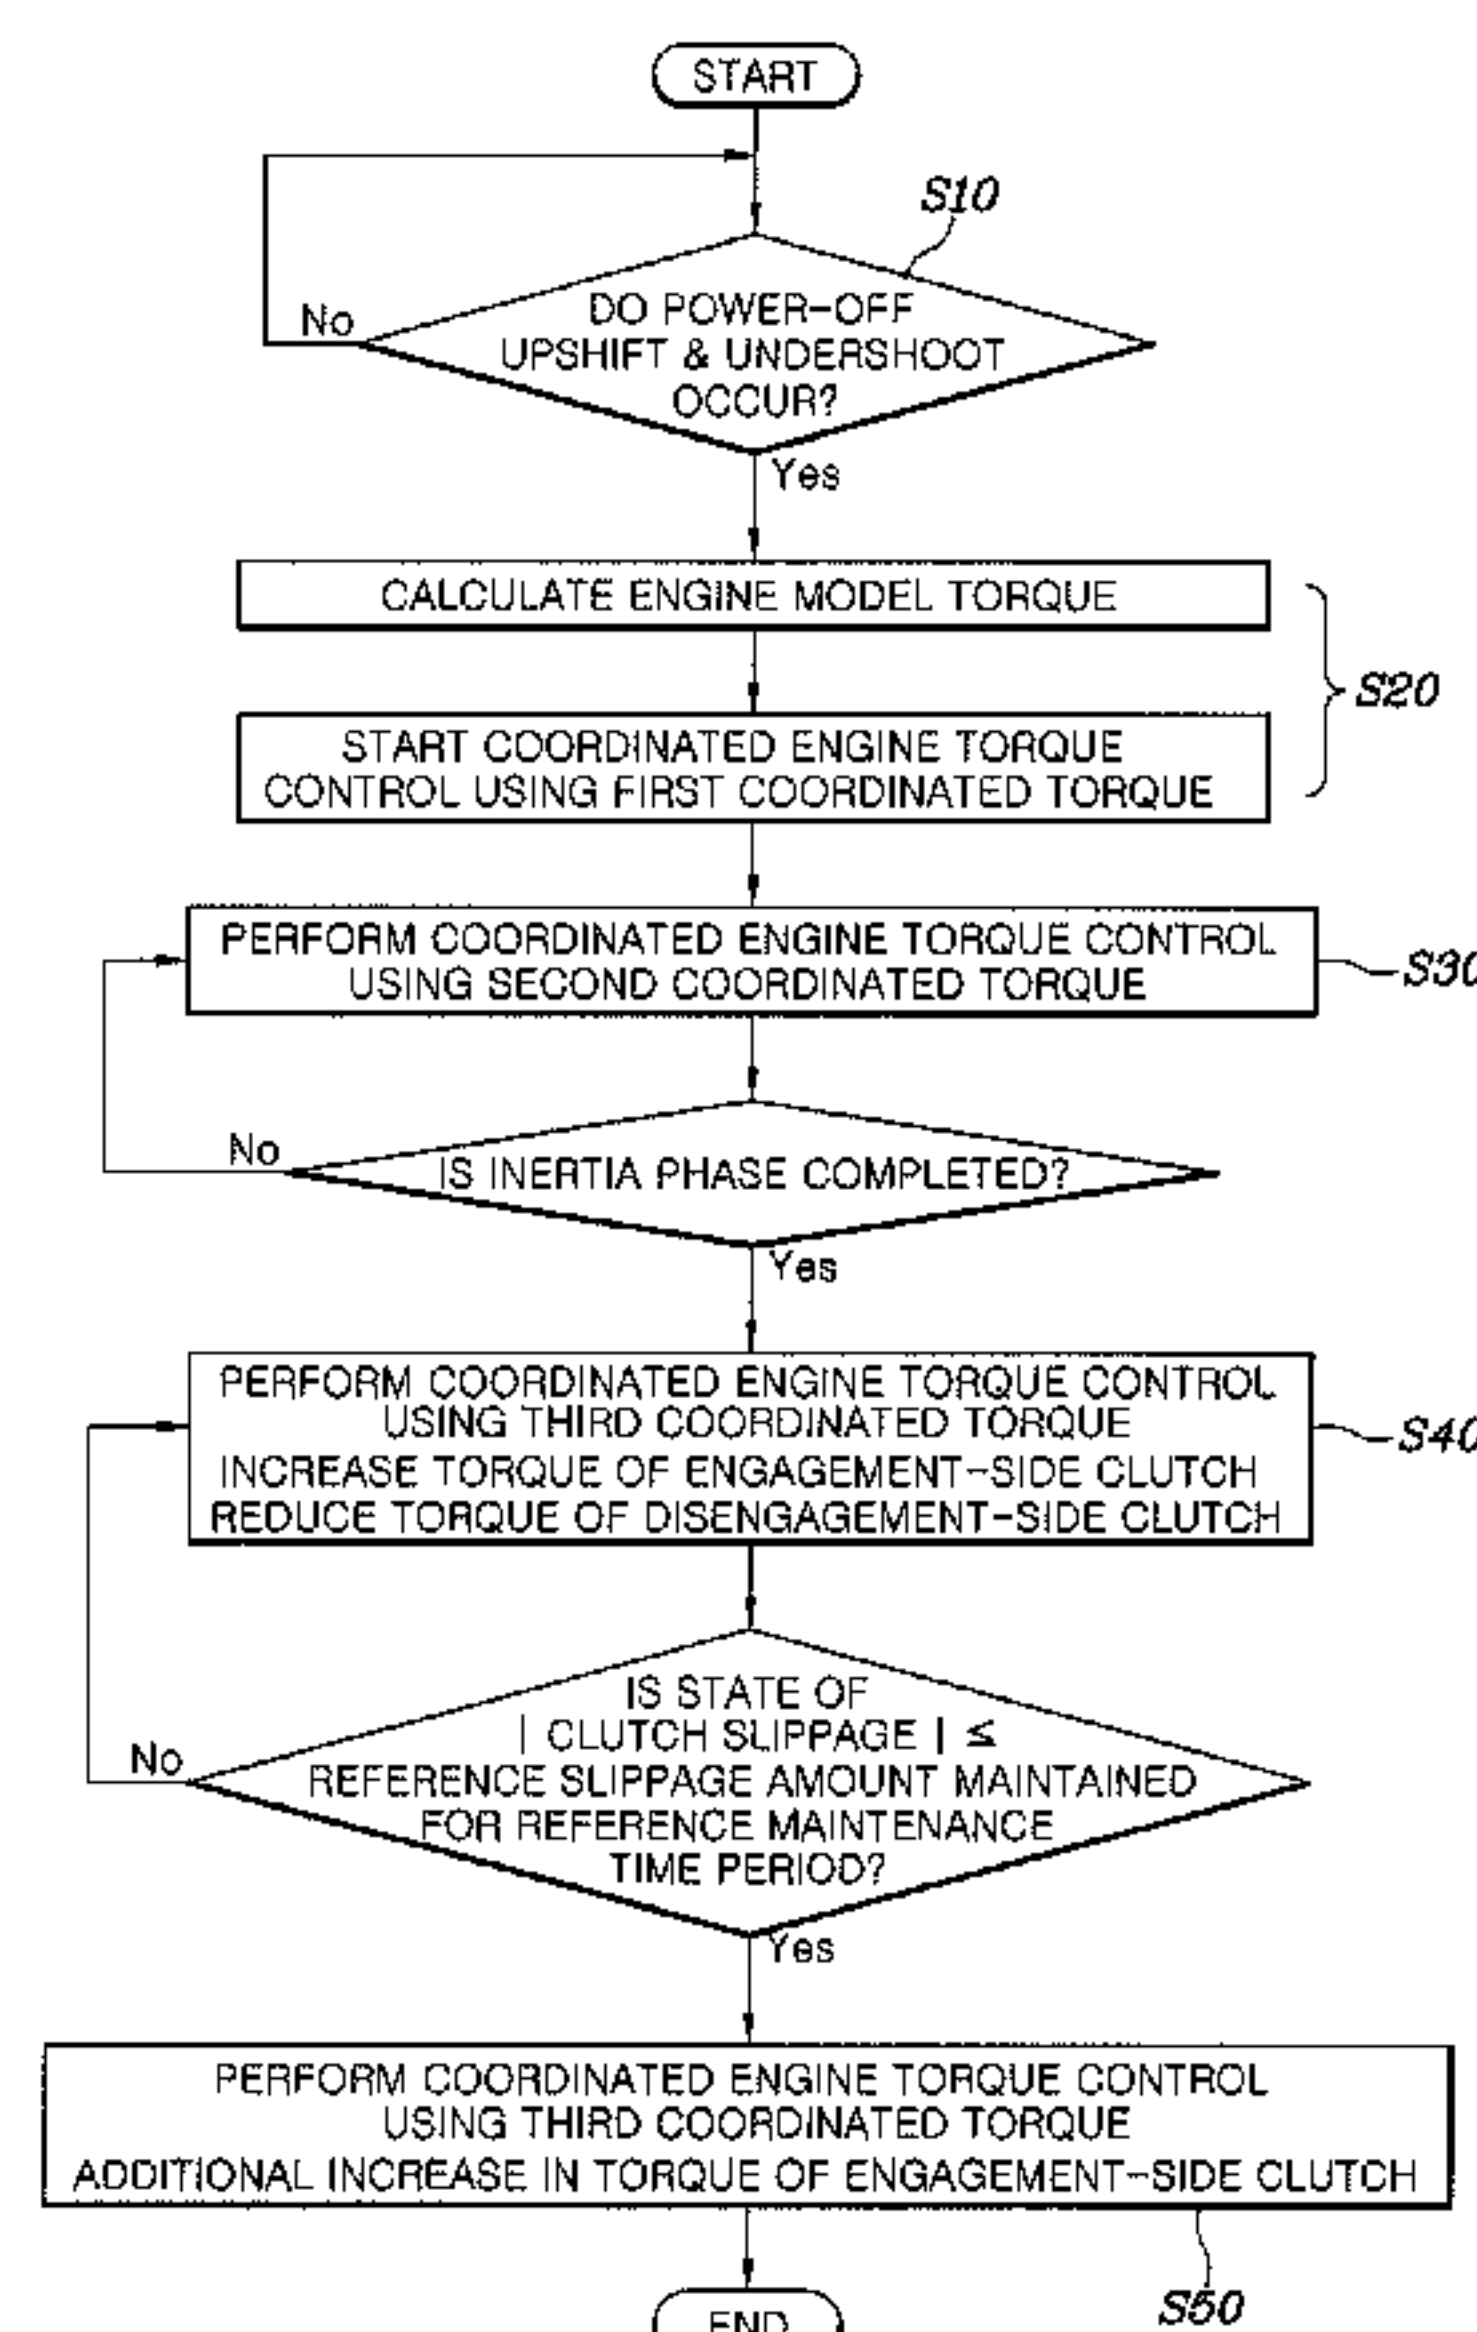 START
S10
DO POWER-OFF
UPSHIFT & UNDERSHOOT
OCCUR?
No
Yes
CALCULATE ENGINE MODEL TORQUE
S20
START COORDINATED ENGINE TORQUE
CONTROL USING FIRST COORDINATED TORQUE
PERFORM COORDINATED ENGINE TORQUE CONTROL
USING SECOND COORDINATED TORQUE
S30
IS INERTIA PHASE COMPLETED?
No
Yes
PERFORM COORDINATED ENGINE TORQUE CONTROL
USING THIRD COORDINATED TORQUE
INCREASE TORQUE OF ENGAGEMENT-SIDE CLUTCH
REDUCE TORQUE OF DISENGAGEMENT-SIDE CLUTCH
S40
IS STATE OF
| CLUTCH SLIPPAGE | ≤
REFERENCE SLIPPAGE AMOUNT MAINTAINED
FOR REFERENCE MAINTENANCE
TIME PERIOD?
No
Yes
PERFORM COORDINATED ENGINE TORQUE CONTROL
USING THIRD COORDINATED TORQUE
ADDITIONAL INCREASE IN TORQUE OF ENGAGEMENT-SIDE CLUTCH
S50
END